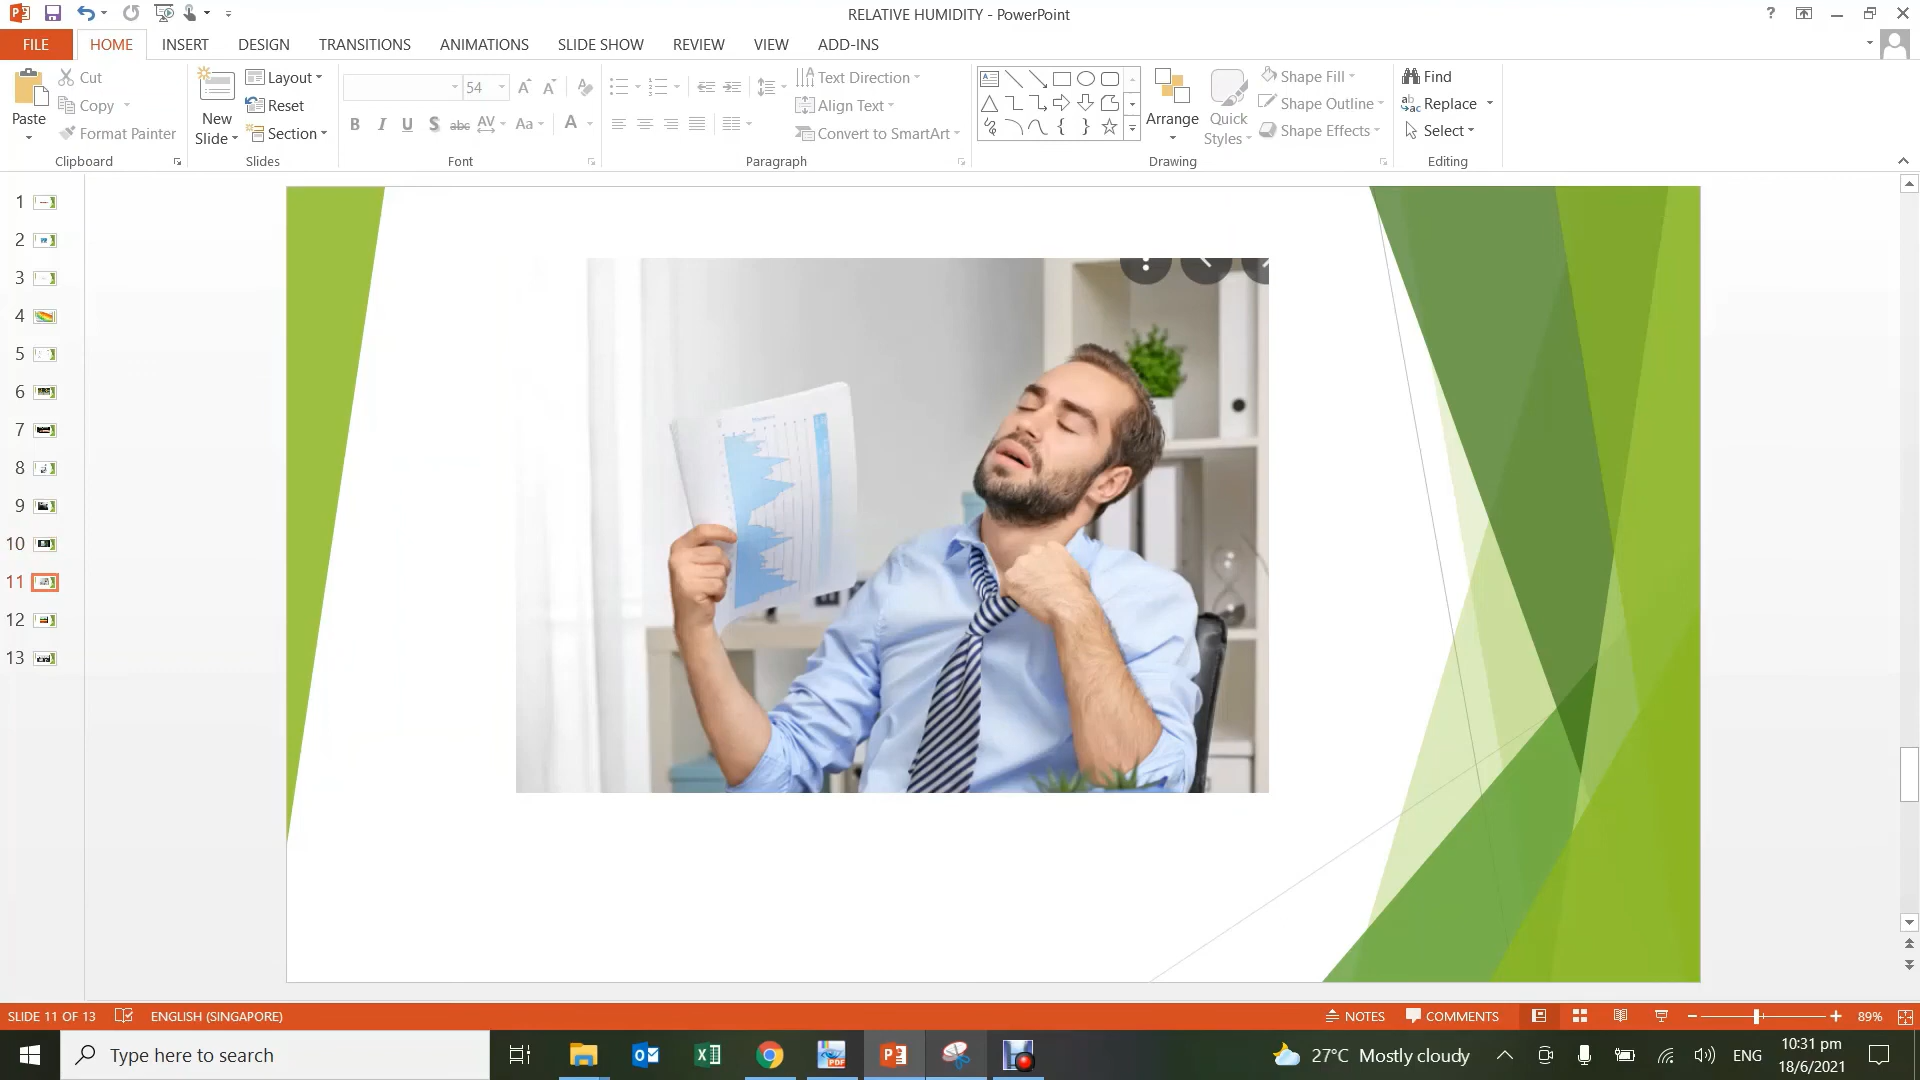 RELATIVE HUMIDITY - PowerPoint
FILE HOME INSERT DESIGN TRANSITIONS ANIMATIONS SLIDE SHOW REVIEW VIEW ADD-INS
Paste
Cut
Copy
Format Painter
Clipboard
New Slide
Layout
Reset
Section
Slides
54
Font
Text Direction
Align Text
Convert to SmartArt
Paragraph
Arrange
Quick Styles
Shape Fill
Shape Outline
Shape Effects
Drawing
Find
Replace
Select
Editing
1
2
3
4
5
6
7
8
9
10
11
12
13
SLIDE 11 OF 13 ENGLISH (SINGAPORE) NOTES COMMENTS 89%
Type here to search
27°C Mostly cloudy
ENG
10:31 pm
18/6/2021